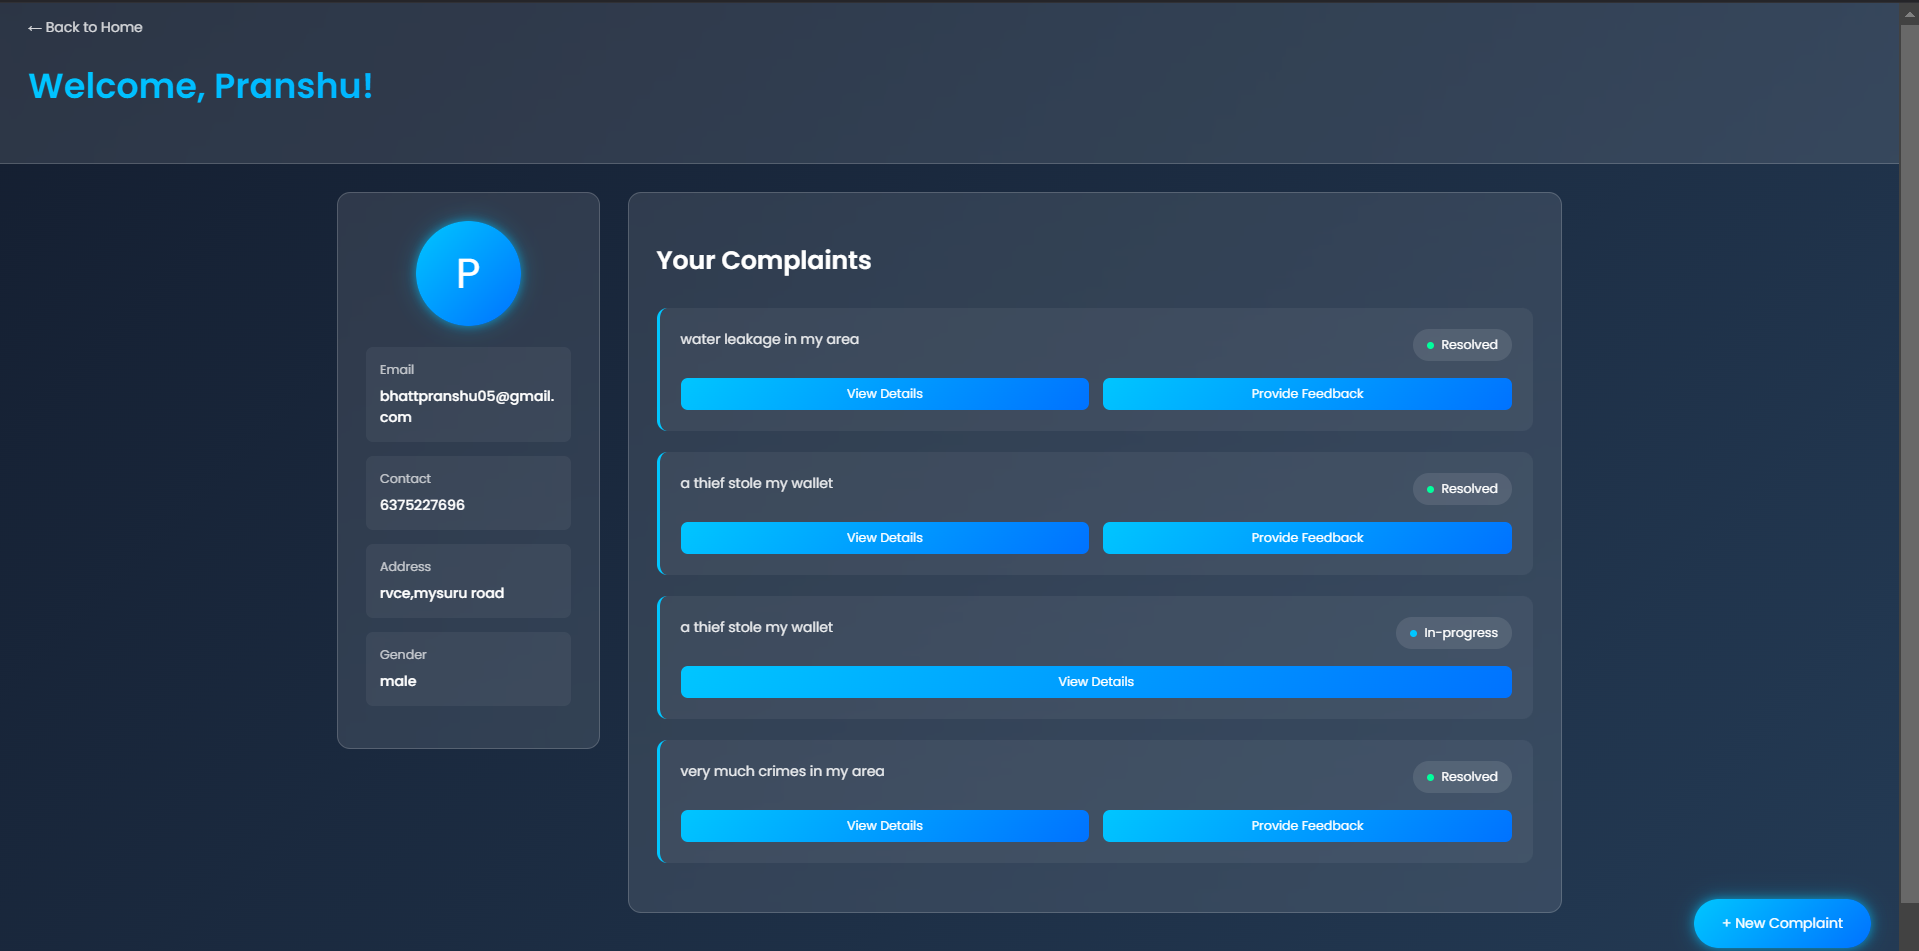 ← Back to Home
Welcome, Pranshu!
P
Email
bhattpranshu05@gmail.
com
Contact
6375227696
Address
rvce,mysuru road
Gender
male
Your Complaints
water leakage in my area
Resolved
View Details
Provide Feedback
a thief stole my wallet
Resolved
View Details
Provide Feedback
a thief stole my wallet
In-progress
View Details
very much crimes in my area
Resolved
View Details
Provide Feedback
+ New Complaint